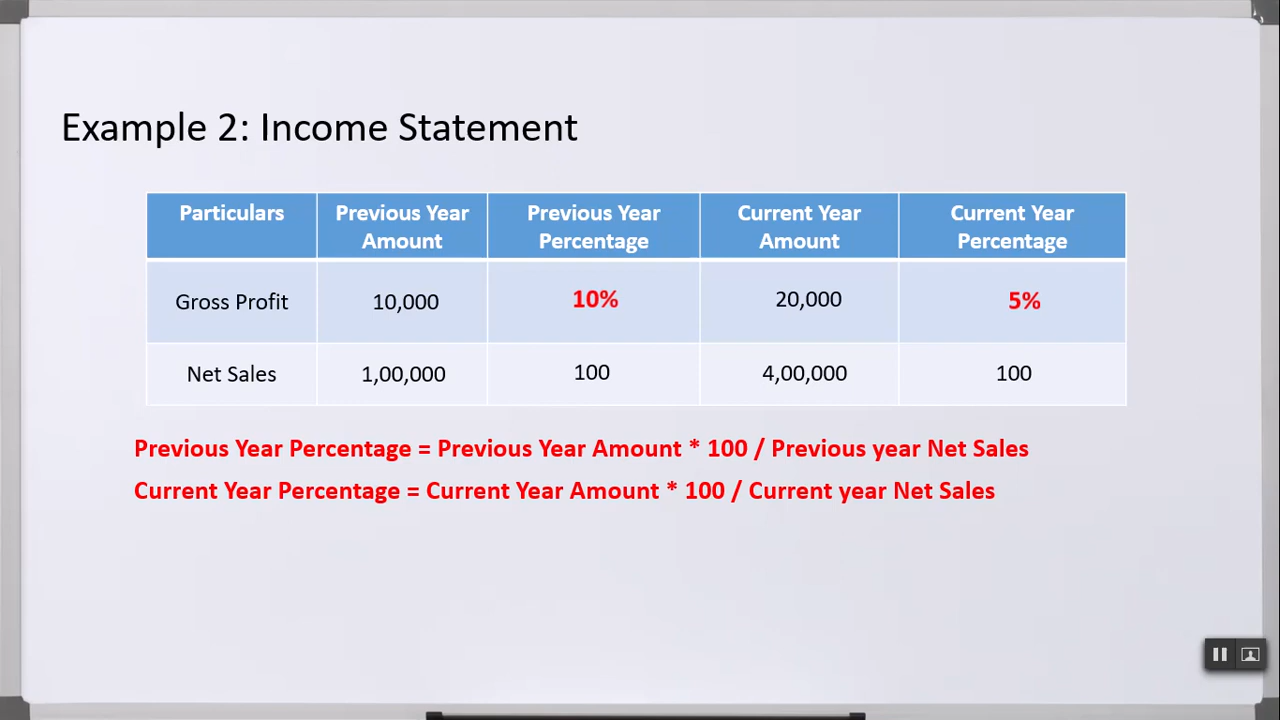 Example 2: Income Statement
Particulars
Previous Year
Amount
Previous Year
Percentage
Current Year
Amount
Current Year
Percentage
Gross Profit
10,000
10%
20,000
5%
Net Sales
1,00,000
100
4,00,000
100
Previous Year Percentage = Previous Year Amount * 100 / Previous year Net Sales
Current Year Percentage = Current Year Amount * 100 / Current year Net Sales